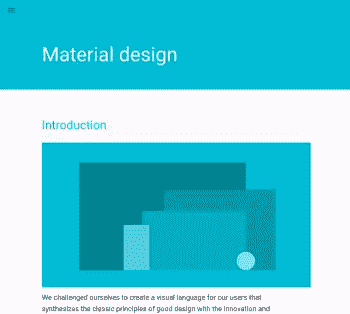 Material design
Introduction
We challenged ourselves to create a visual language for our users that
synthesizes the classic principles of good design with the innovation and